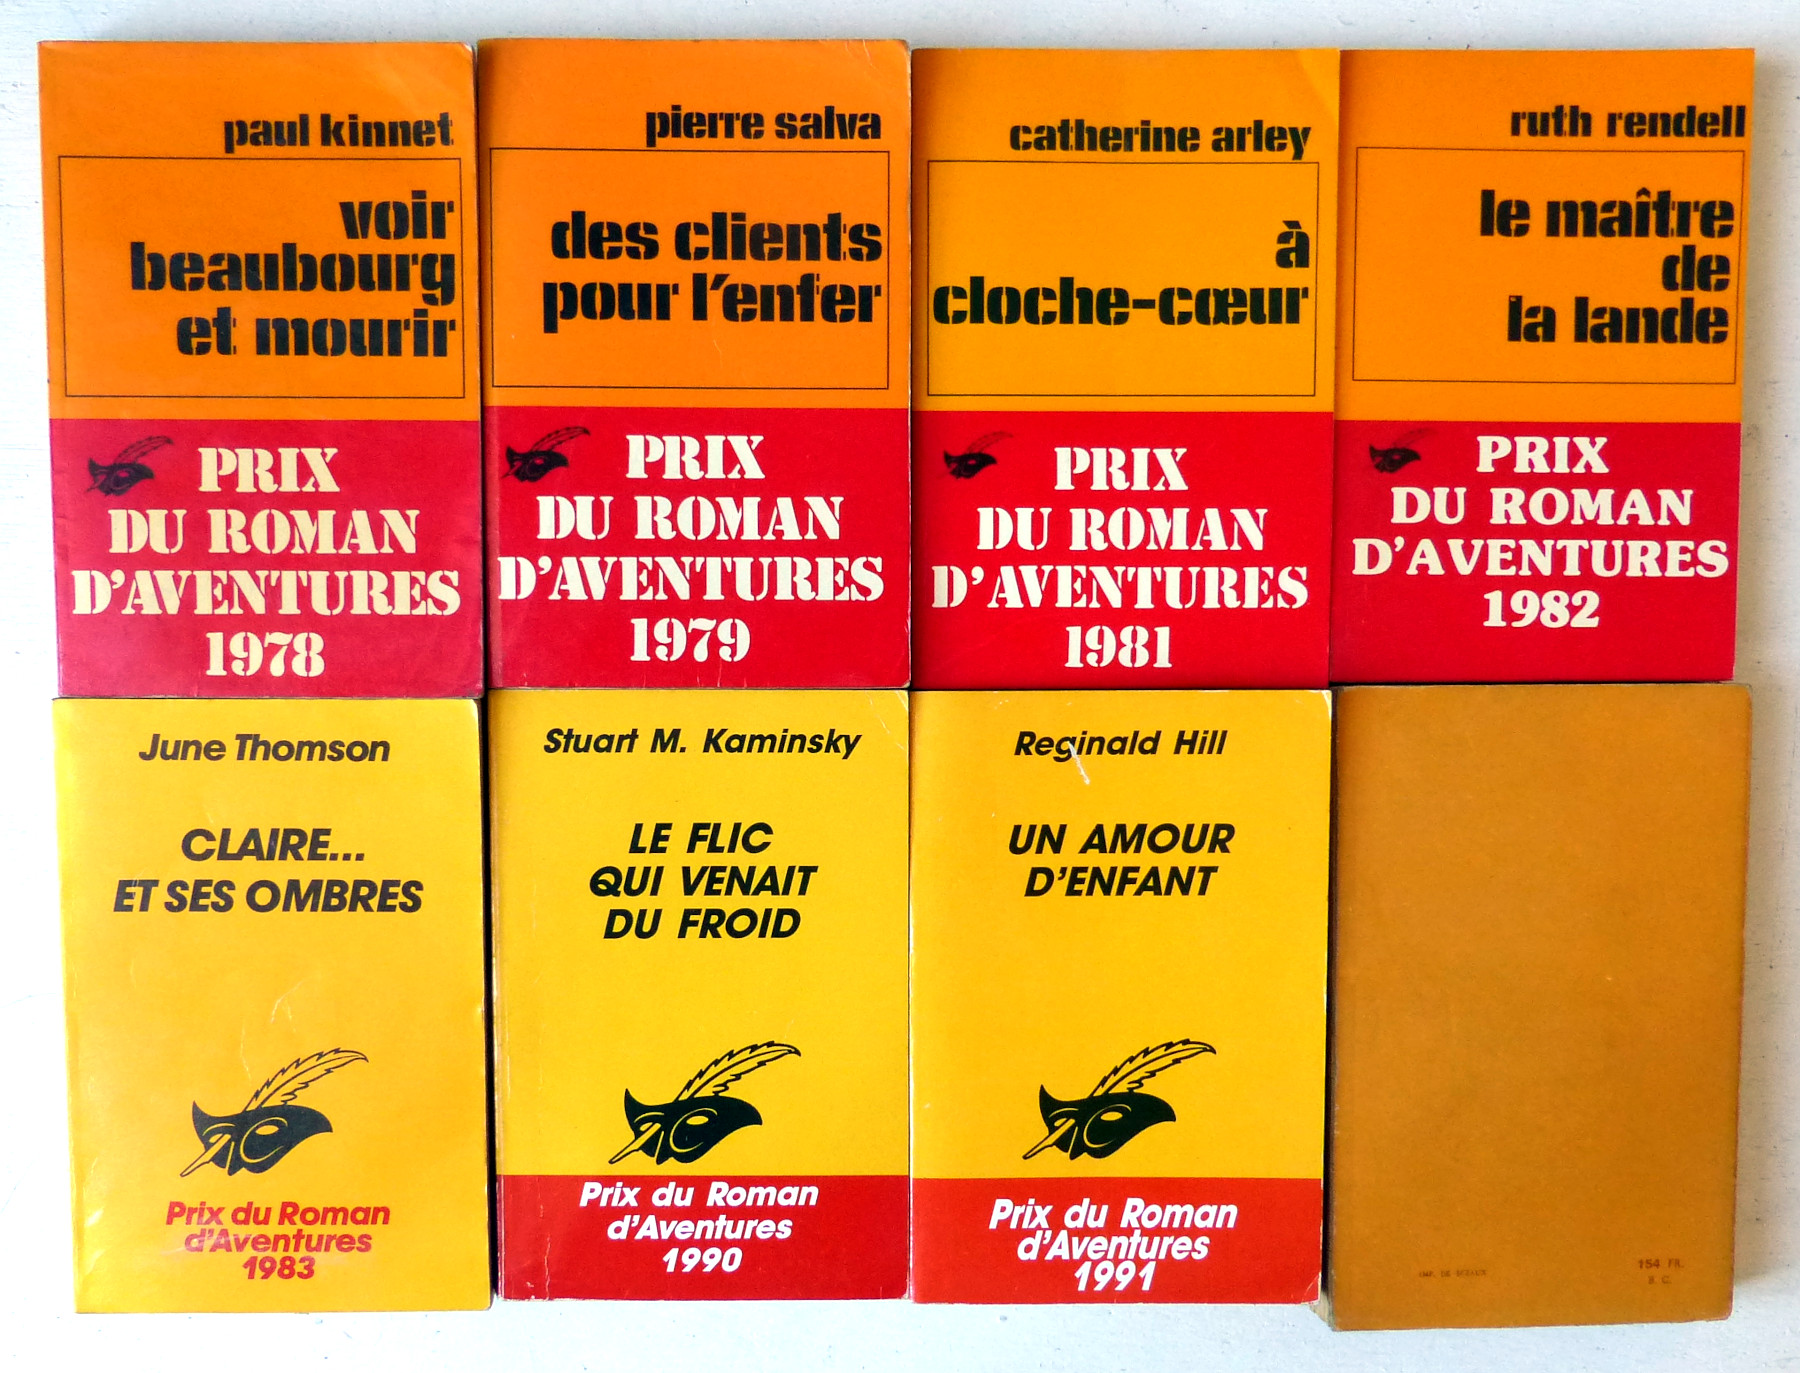 paul kinnet
voir
beaubourg
et mourir
PRIX
DU ROMAN
D'AVENTURES
1978
pierre salva
des clients
pour l'enfer
PRIX
DU ROMAN
D'AVENTURES
1979
catherine arley
à
cloche-cœur
PRIX
DU ROMAN
D'AVENTURES
1981
ruth rendell
le maître
de
la lande
PRIX
DU ROMAN
D'AVENTURES
1982
June Thomson
CLAIRE...
ET SES OMBRES
Prix du Roman
d'Aventures
1983
Stuart M. Kaminsky
LE FLIC
QUI VENAIT
DU FROID
Prix du Roman
d'Aventures
1990
Reginald Hill
UN AMOUR
D'ENFANT
Prix du Roman
d'Aventures
1991
IMP. DE SCEAUX
154 FR.
B. C.